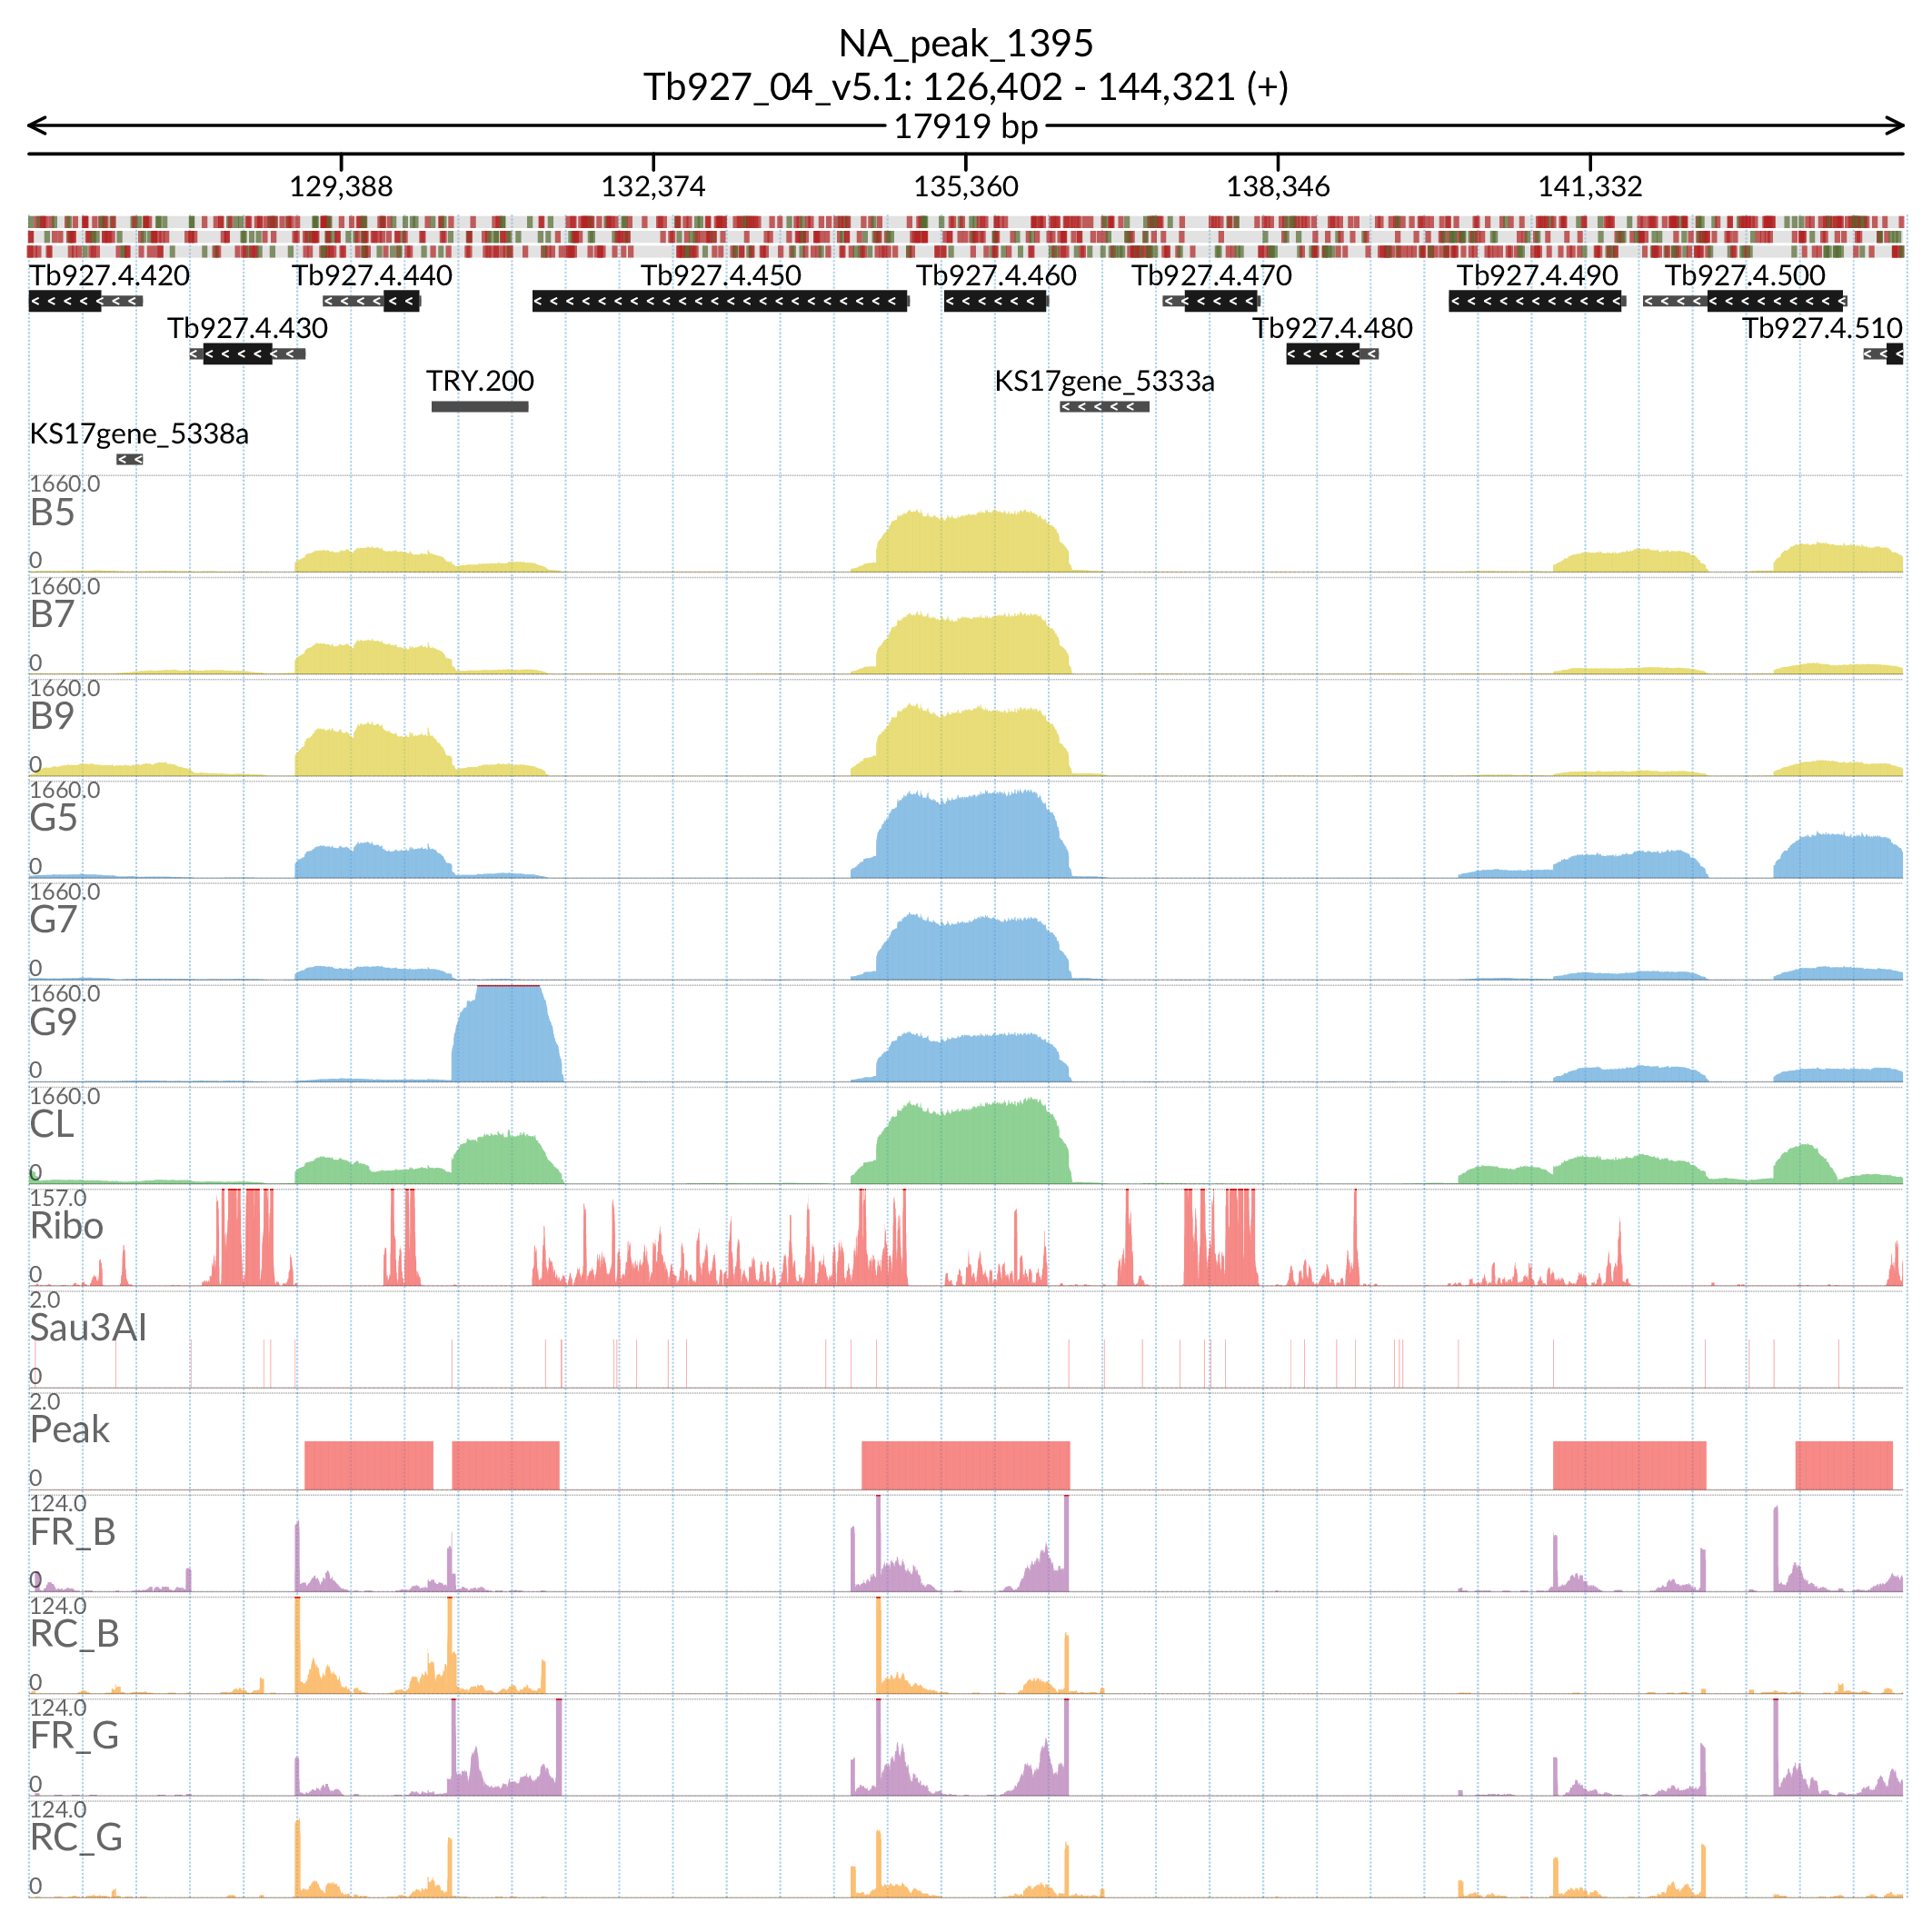 NA_peak_1395
Tb927_04_v5.1: 126,402 - 144,321 (+)
17919 bp
129,388 132,374 135,360 138,346 141,332
Tb927.4.420 Tb927.4.440 Tb927.4.450 Tb927.4.460 Tb927.4.470 Tb927.4.490 Tb927.4.500
Tb927.4.430 Tb927.4.480 Tb927.4.510
TRY.200 KS17gene_5333a
KS17gene_5338a
1660.0
B5
0
1660.0
B7
0
1660.0
B9
0
1660.0
G5
0
1660.0
G7
0
1660.0
G9
0
1660.0
CL
0
157.0
Ribo
0
2.0
Sau3AI
0
2.0
Peak
0
124.0
FR_B
0
124.0
RC_B
0
124.0
FR_G
0
124.0
RC_G
0